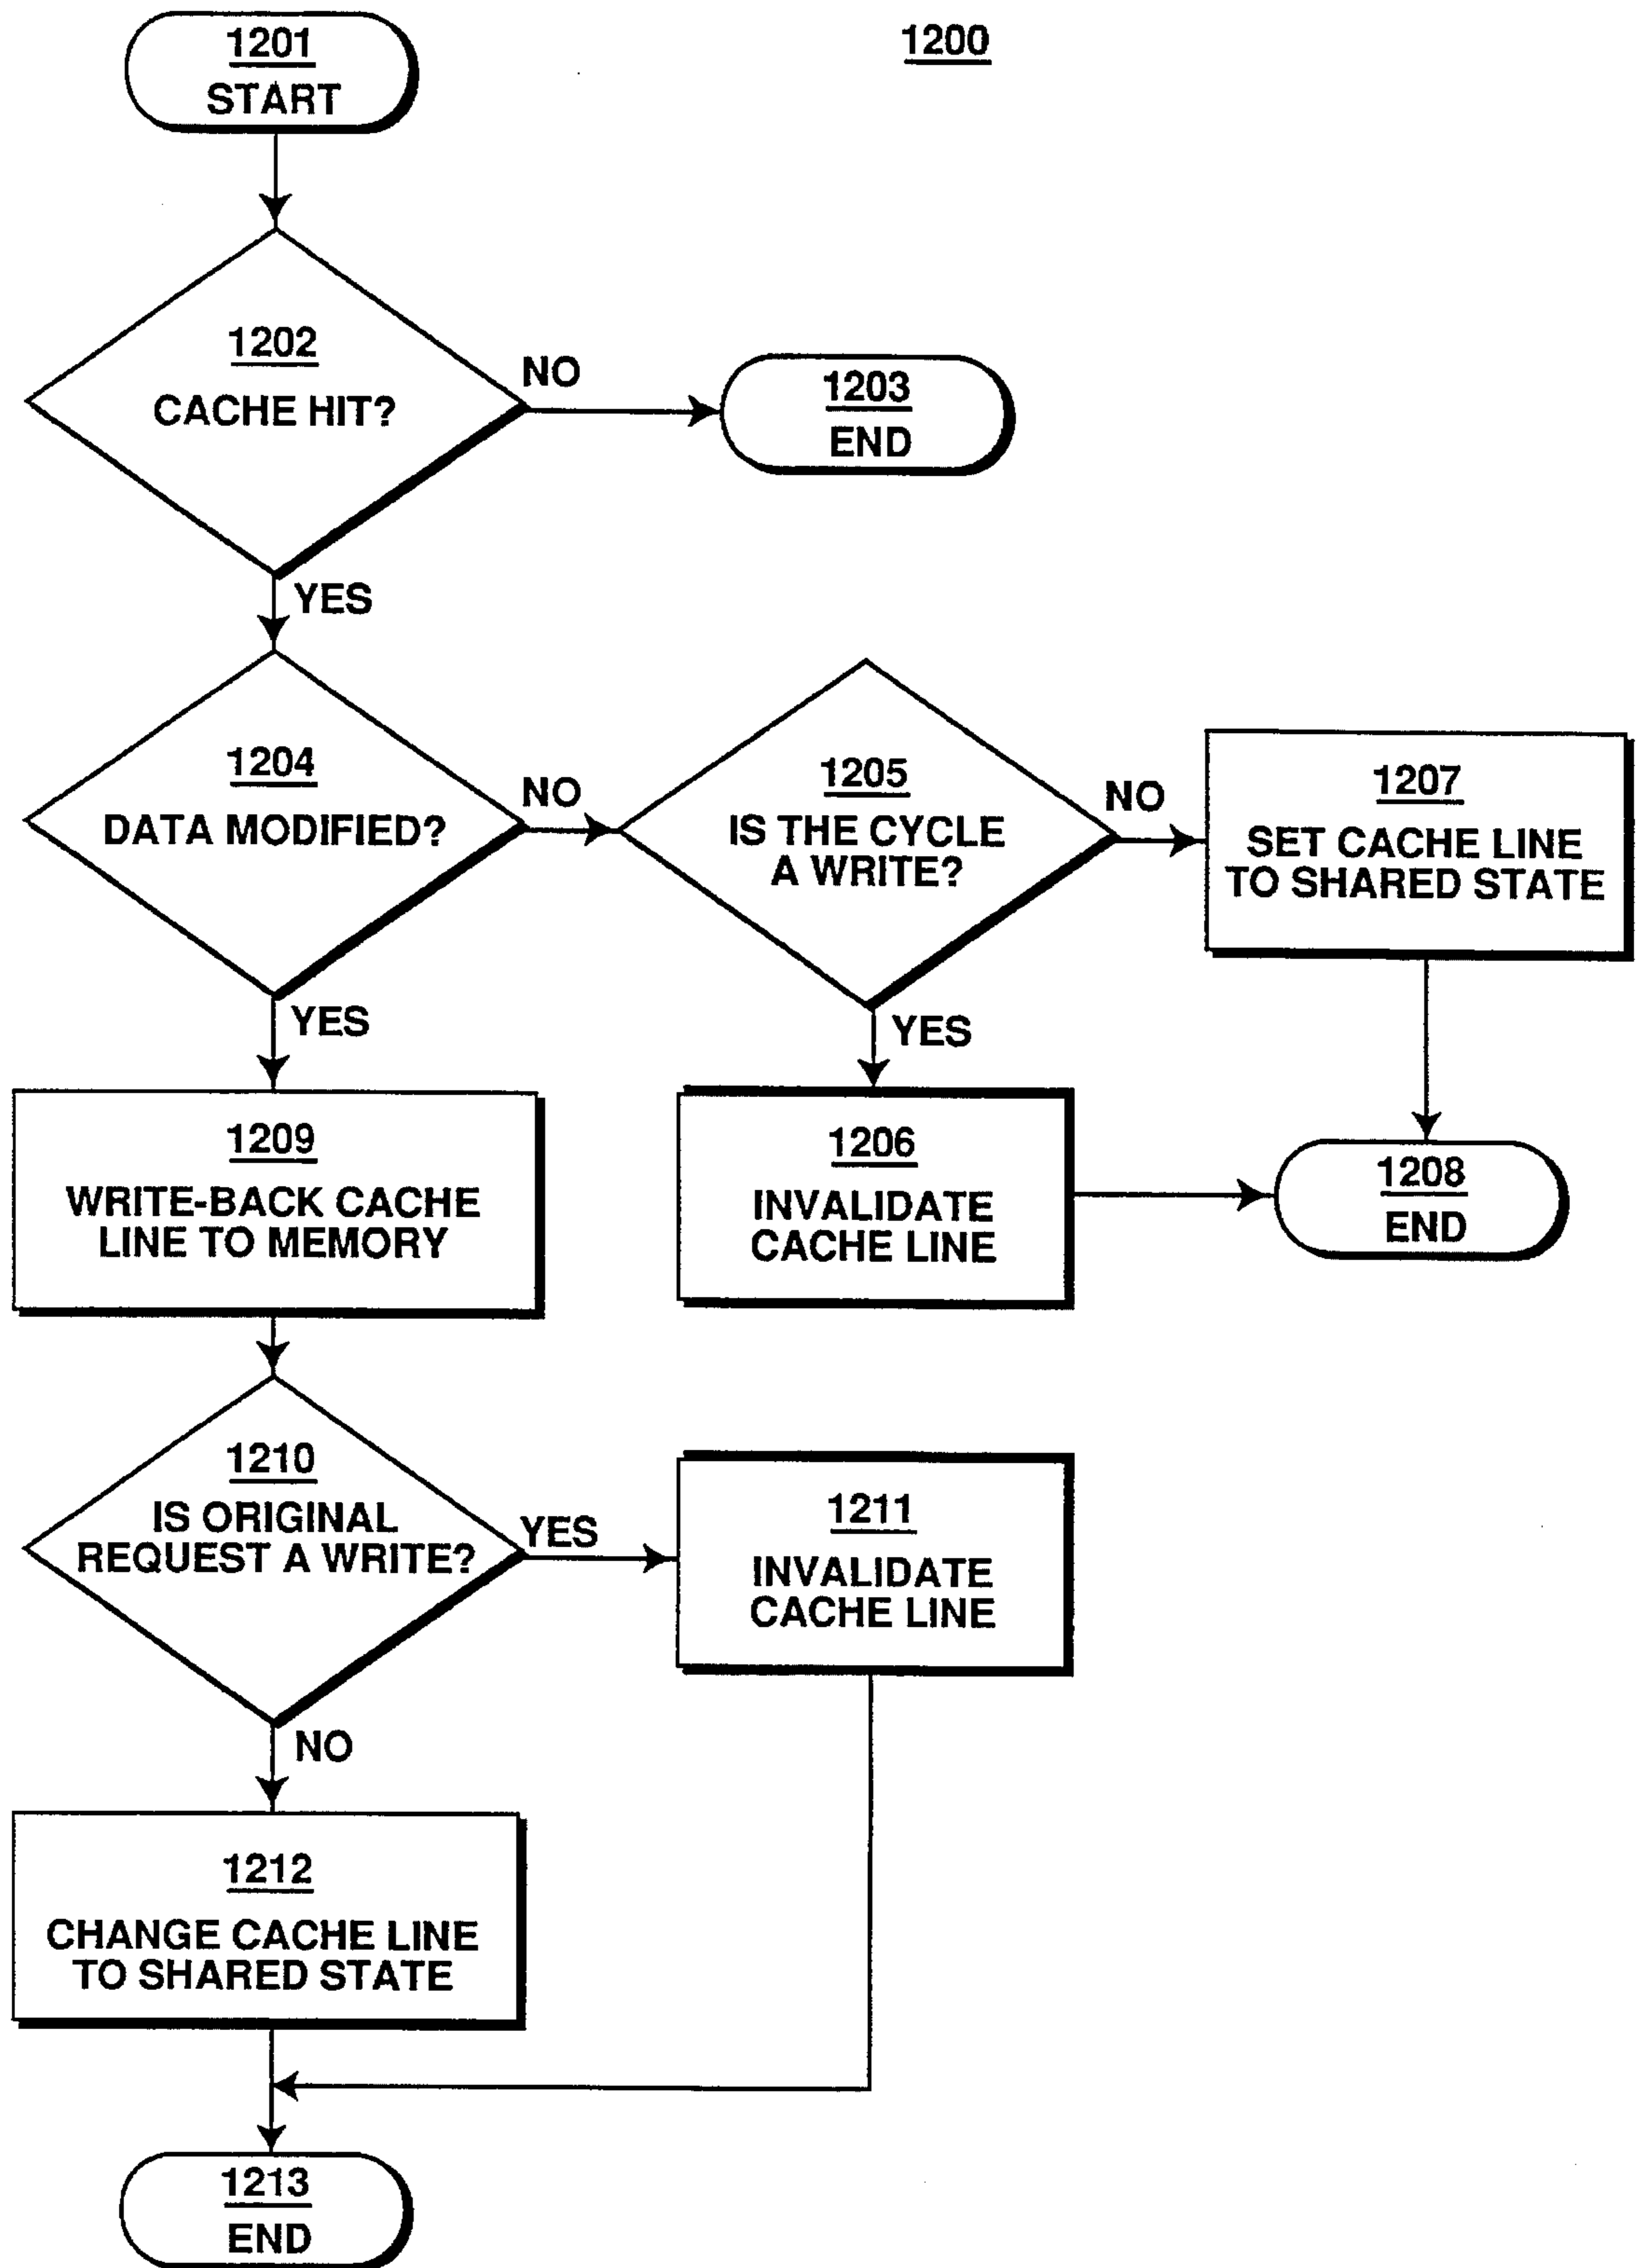 1200
1201
START
1202
CACHE HIT?
NO
1203
END
YES
1204
DATA MODIFIED?
NO
1205
IS THE CYCLE
A WRITE?
NO
1207
SET CACHE LINE
TO SHARED STATE
YES
YES
1206
INVALIDATE
CACHE LINE
1208
END
1209
WRITE-BACK CACHE
LINE TO MEMORY
1210
IS ORIGINAL
REQUEST A WRITE?
YES
1211
INVALIDATE
CACHE LINE
NO
1212
CHANGE CACHE LINE
TO SHARED STATE
1213
END